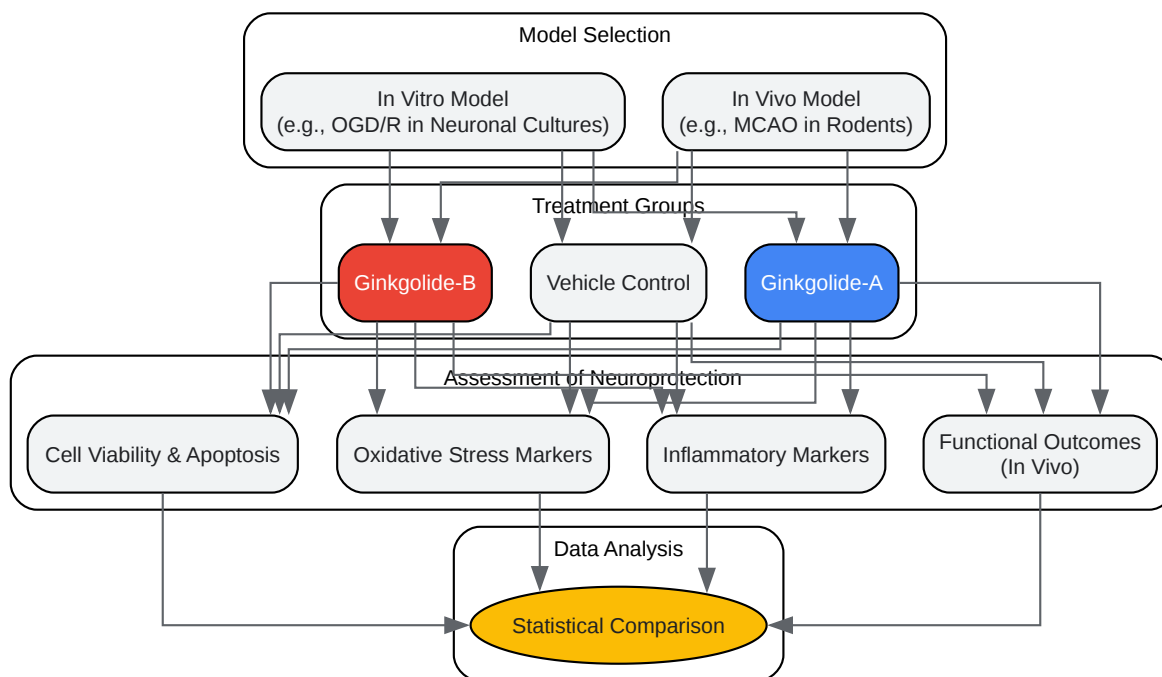 Model Selection
In Vitro Model
(e.g., OGD/R in Neuronal Cultures)
In Vivo Model
(e.g., MCAO in Rodents)
Treatment Groups
Ginkgolide-B
Vehicle Control
Ginkgolide-A
Assessment of Neuroprotection
Cell Viability & Apoptosis
Oxidative Stress Markers
Inflammatory Markers
Functional Outcomes
(In Vivo)
Data Analysis
Statistical Comparison